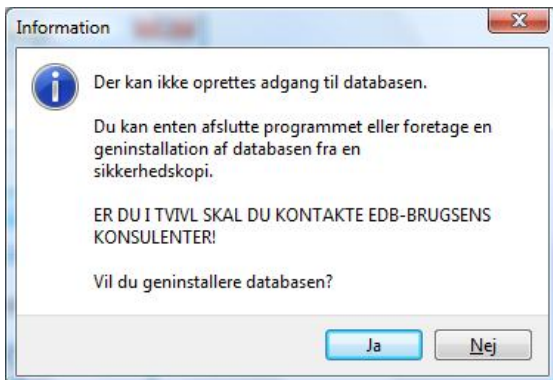 Information
Der kan ikke oprettes adgang til databasen.
Du kan enten afslutte programmet eller foretage en
geninstallation af databasen fra en
sikkerhedskopi.
ER DU I TVIVL SKAL DU KONTAKTE EDB-BRUGSENS
KONSULENTER!
Vil du geninstallere databasen?
Ja
Nej